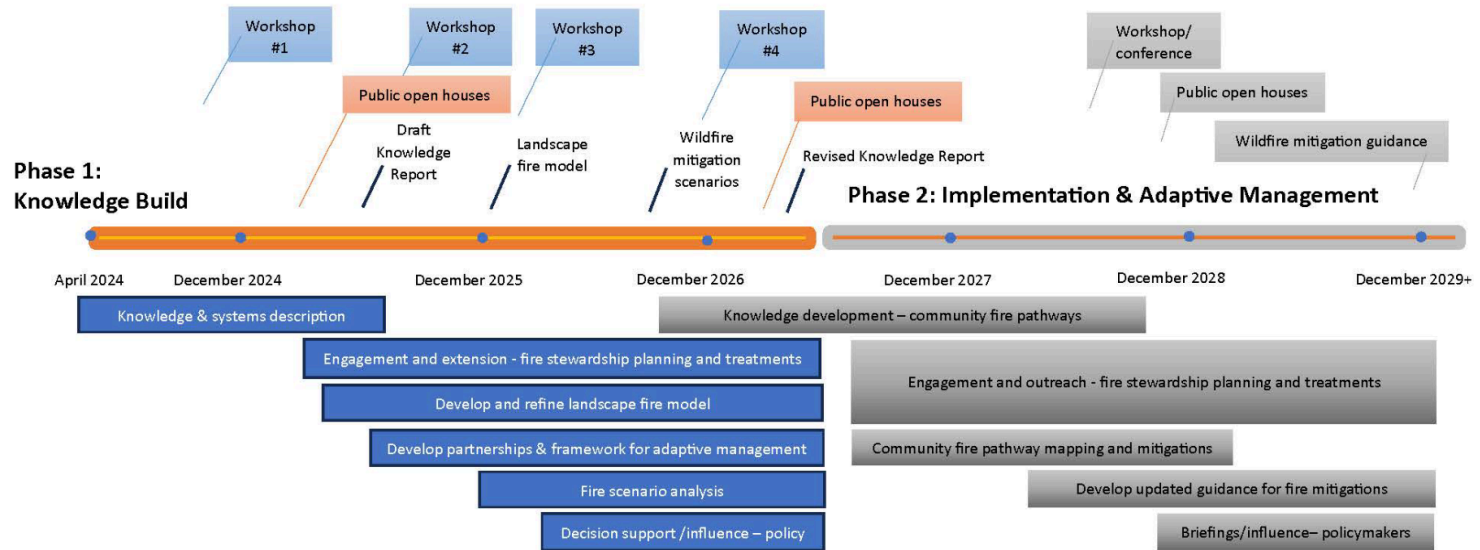 Workshop
#1
Workshop
#2
Workshop
#3
Workshop
#4
Workshop/
conference
Public open houses
Public open houses
Public open houses
Draft
Knowledge
Report
Landscape
fire model
Wildfire
mitigation
scenarios
Revised Knowledge Report
Wildfire mitigation guidance
Phase 1:
Knowledge Build
Phase 2: Implementation & Adaptive Management
April 2024
December 2024
December 2025
December 2026
December 2027
December 2028
December 2029+
Knowledge & systems description
Knowledge development – community fire pathways
Engagement and extension - fire stewardship planning and treatments
Engagement and outreach - fire stewardship planning and treatments
Develop and refine landscape fire model
Develop partnerships & framework for adaptive management
Community fire pathway mapping and mitigations
Fire scenario analysis
Develop updated guidance for fire mitigations
Decision support /influence – policy
Briefings/influence– policymakers